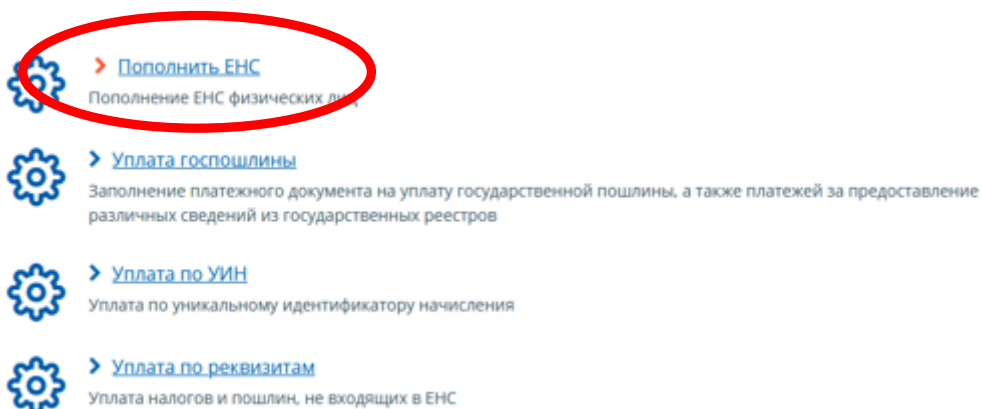 Пополнить ЕНС
Пополнение ЕНС физических лиц
Уплата госпошлины
Заполнение платежного документа на уплату государственной пошлины, а также платежей за предоставление
различных сведений из государственных реестров
Уплата по УИН
Уплата по уникальному идентификатору начисления
Уплата по реквизитам
Уплата налогов и пошлин, не входящих в ЕНС